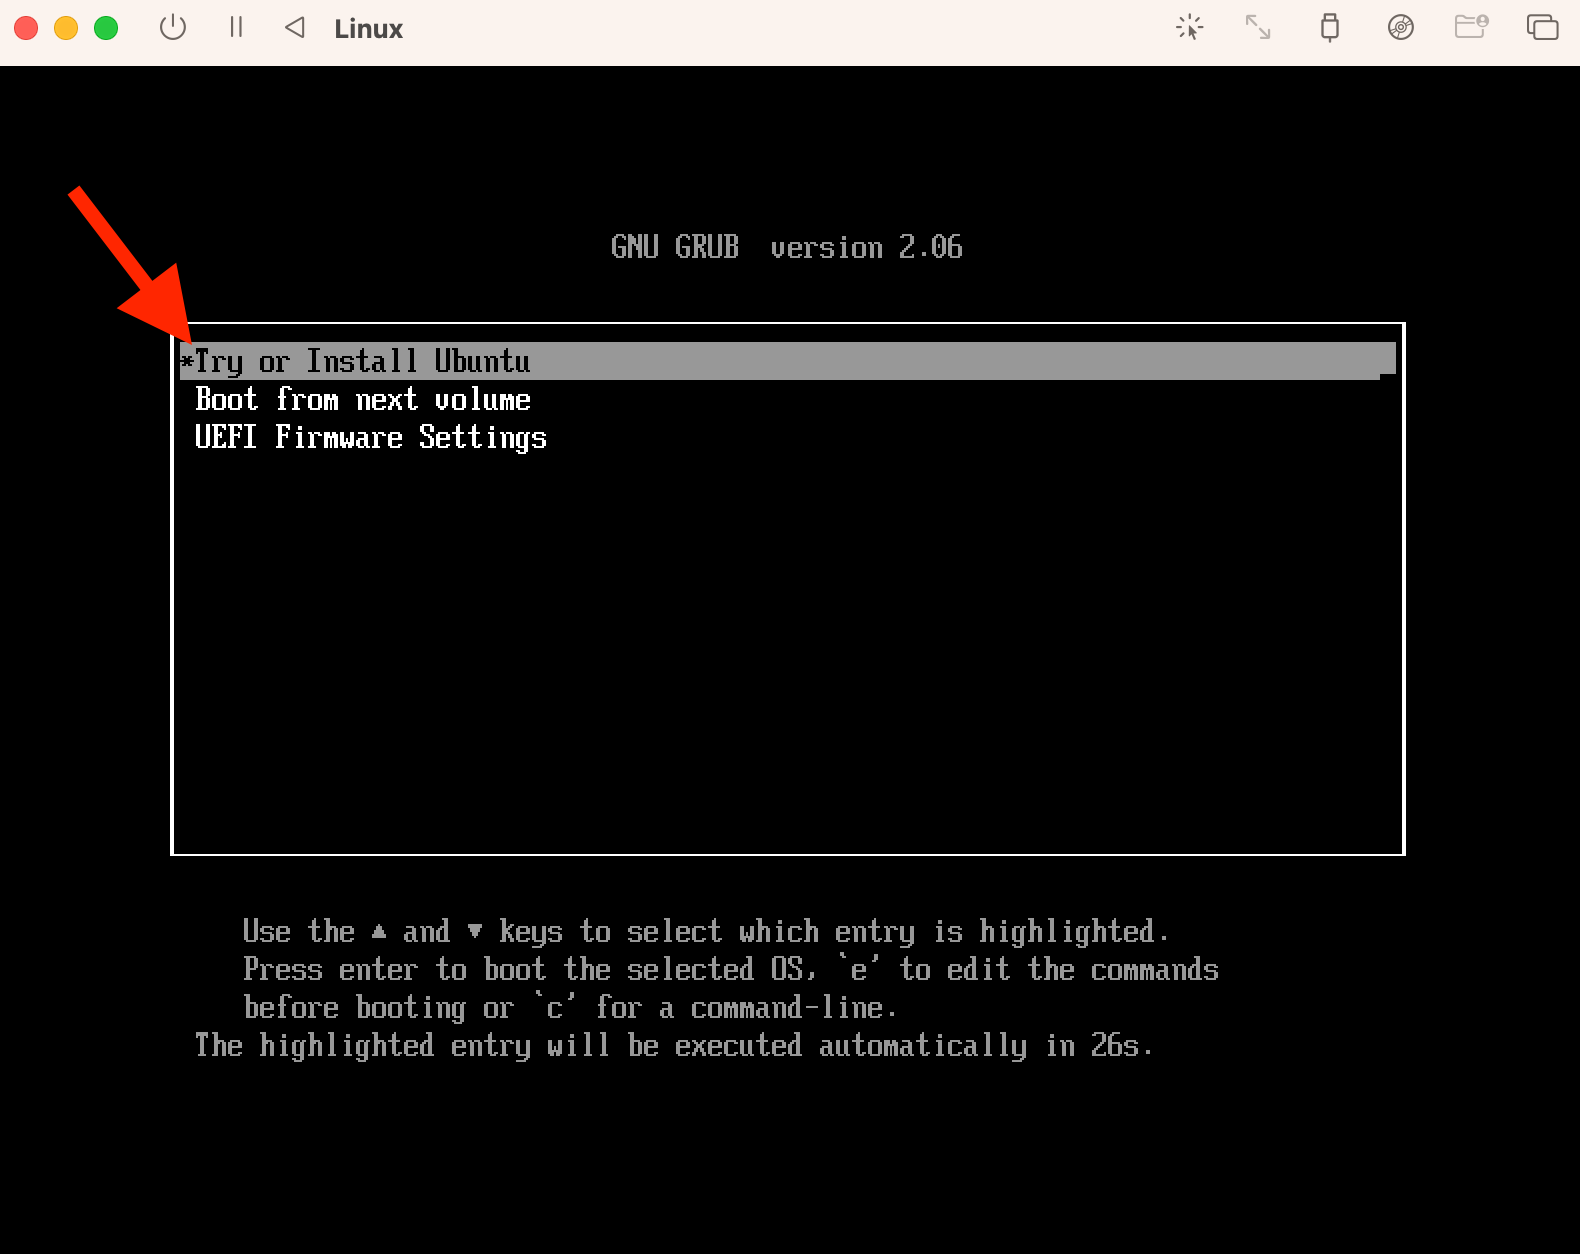 Linux
GNU GRUB  version 2.06
*Try or Install Ubuntu
Boot from next volume
UEFI Firmware Settings
Use the ▲ and ▼ keys to select which entry is highlighted.
Press enter to boot the selected OS, `e' to edit the commands
before booting or `c' for a command-line.
The highlighted entry will be executed automatically in 26s.